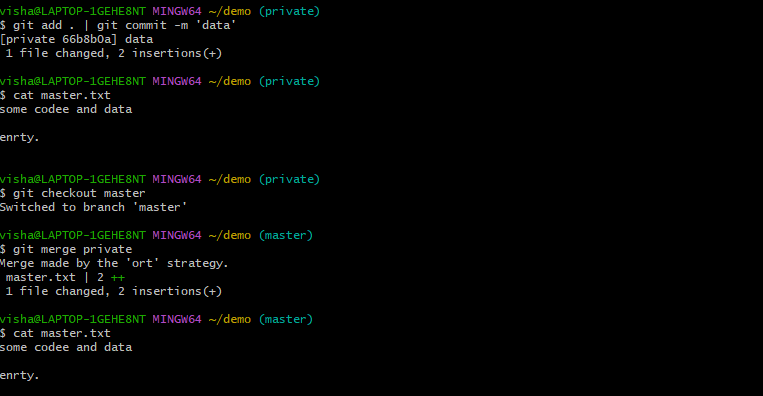 visha@LAPTOP-1GEHE8NT MINGW64 ~/demo (private)
$ git add . | git commit -m 'data'
[private 66b8b0a] data
1 file changed, 2 insertions(+)
visha@LAPTOP-1GEHE8NT MINGW64 ~/demo (private)
$ cat master.txt
some codee and data
enrty.
visha@LAPTOP-1GEHE8NT MINGW64 ~/demo (private)
$ git checkout master
Switched to branch 'master'
visha@LAPTOP-1GEHE8NT MINGW64 ~/demo (master)
$ git merge private
Merge made by the 'ort' strategy.
master.txt | 2 ++
1 file changed, 2 insertions(+)
visha@LAPTOP-1GEHE8NT MINGW64 ~/demo (master)
$ cat master.txt
some codee and data
enrty.